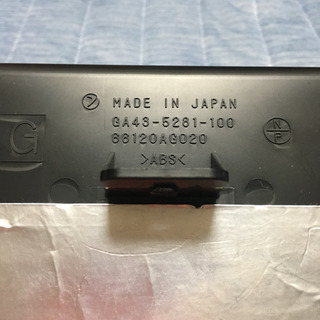 MADE IN JAPAN
GA43-5261-100
66120AG020
>ABS<
G